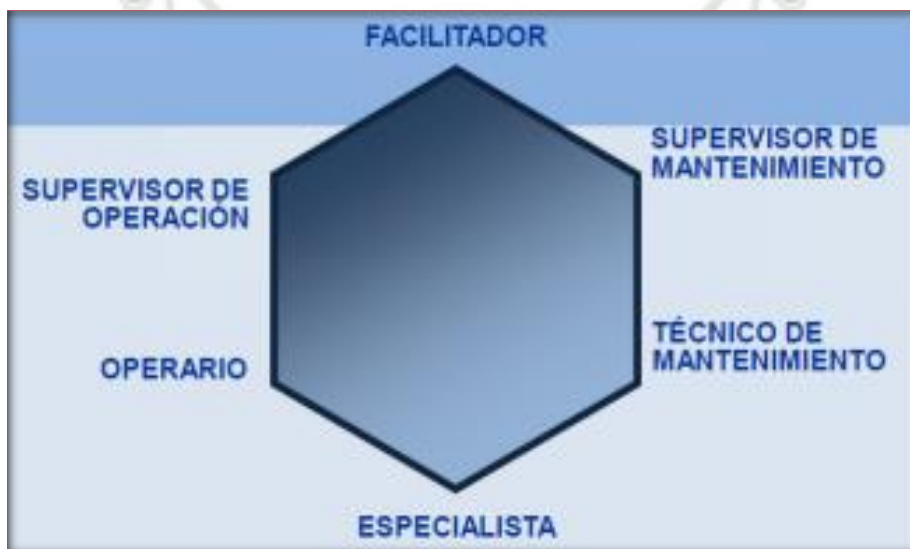 FACILITADOR
SUPERVISOR DE
MANTENIMIENTO
SUPERVISOR DE
OPERACIÓN
TÉCNICO DE
MANTENIMIENTO
OPERARIO
ESPECIALISTA